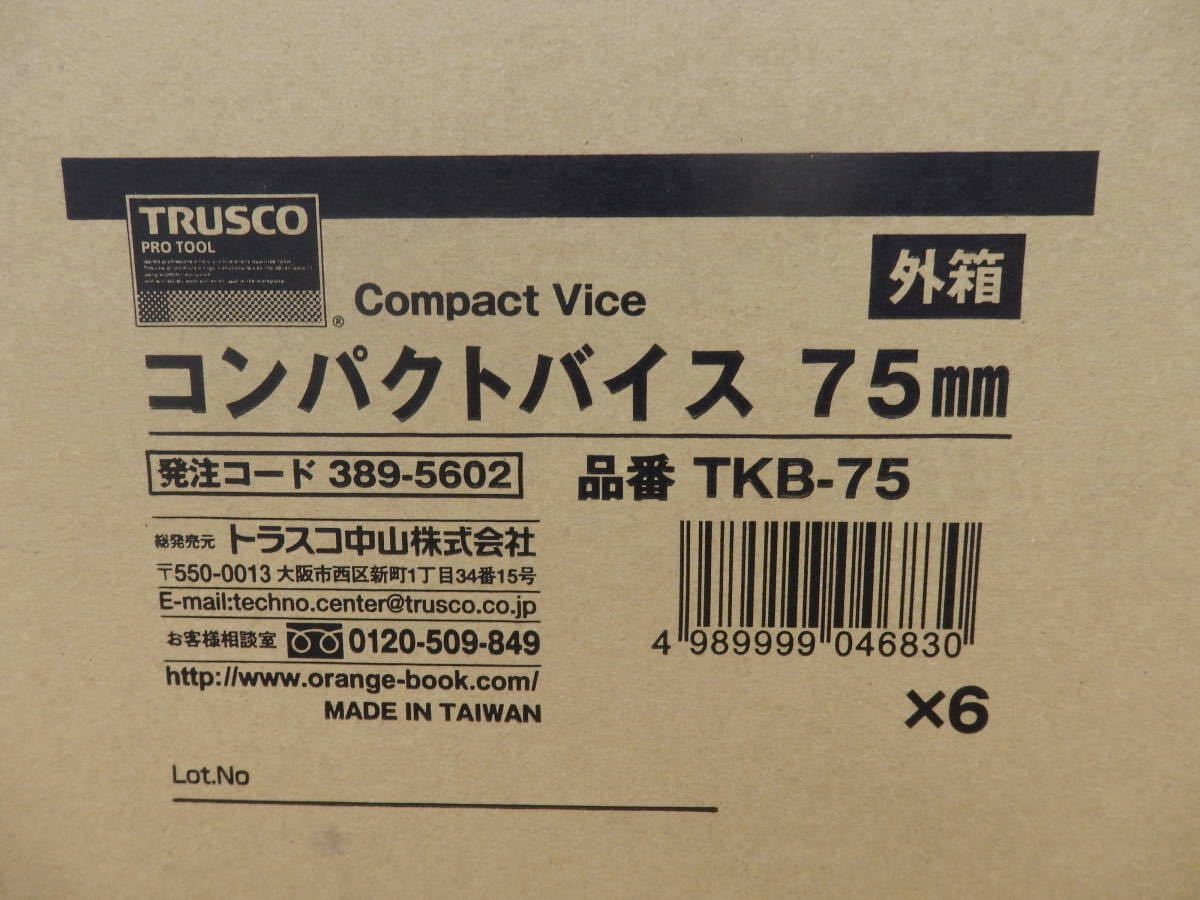 TRUSCO
PRO TOOL
®
Compact Vice
外箱
コンパクトバイス 75mm
発注コード 389-5602
品番 TKB-75
総発売元 トラスコ中山株式会社
〒550-0013 大阪市西区新町1丁目34番15号
E-mail:techno.center@trusco.co.jp
お客様相談室 0120-509-849
http://www.orange-book.com/
MADE IN TAIWAN
4 989999 046830
×6
Lot.No